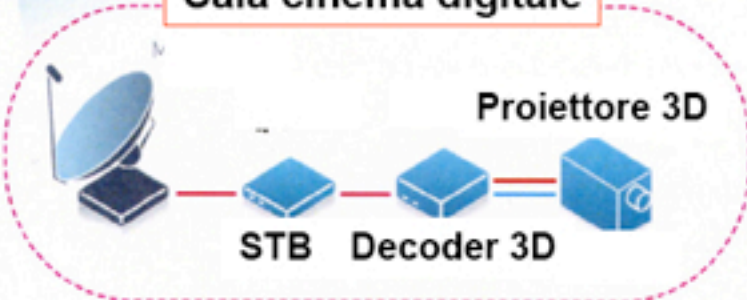 Sala cinema digitale
Proiettore 3D
STB
Decoder 3D